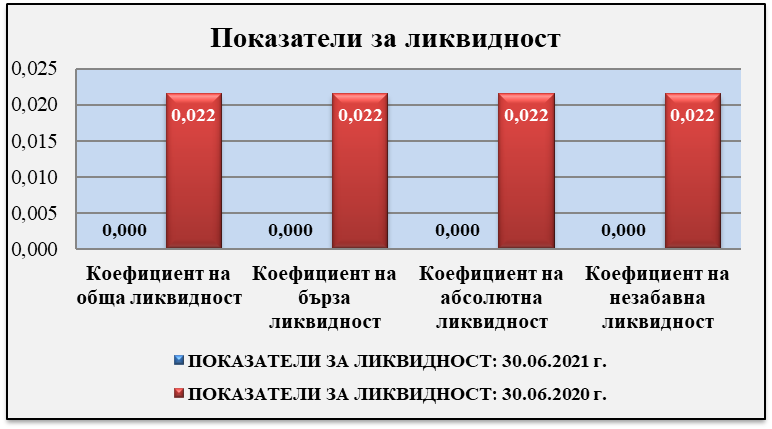 Показатели за ликвидност
0,025
0,020
0,015
0,010
0,005
0,000
0,022
0,022
0,022
0,022
0,000
0,000
0,000
0,000
Коефициент на
обща ликвидност
Коефициент на
бърза
ликвидност
Коефициент на
абсолютна
ликвидност
Коефициент на
незабавна
ликвидност
ПОКАЗАТЕЛИ ЗА ЛИКВИДНОСТ: 30.06.2021 г.
ПОКАЗАТЕЛИ ЗА ЛИКВИДНОСТ: 30.06.2020 г.